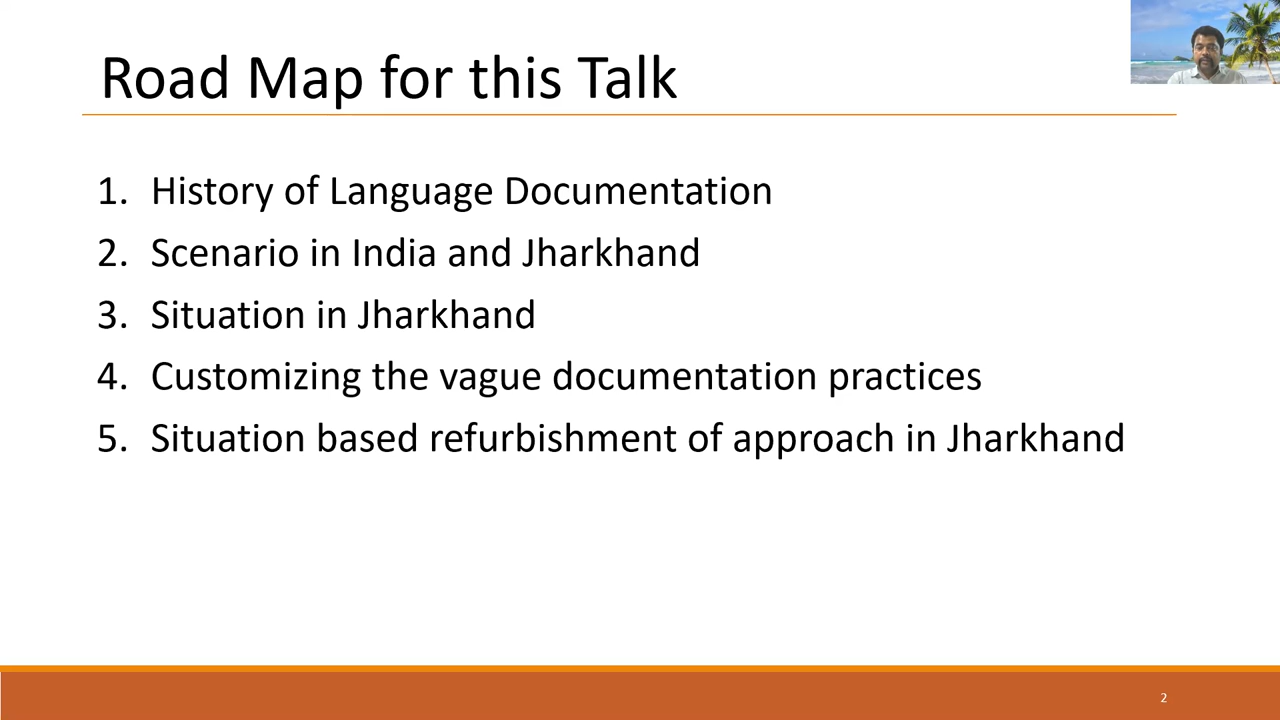 Road Map for this Talk
1. History of Language Documentation
2. Scenario in India and Jharkhand
3. Situation in Jharkhand
4. Customizing the vague documentation practices
5. Situation based refurbishment of approach in Jharkhand
2